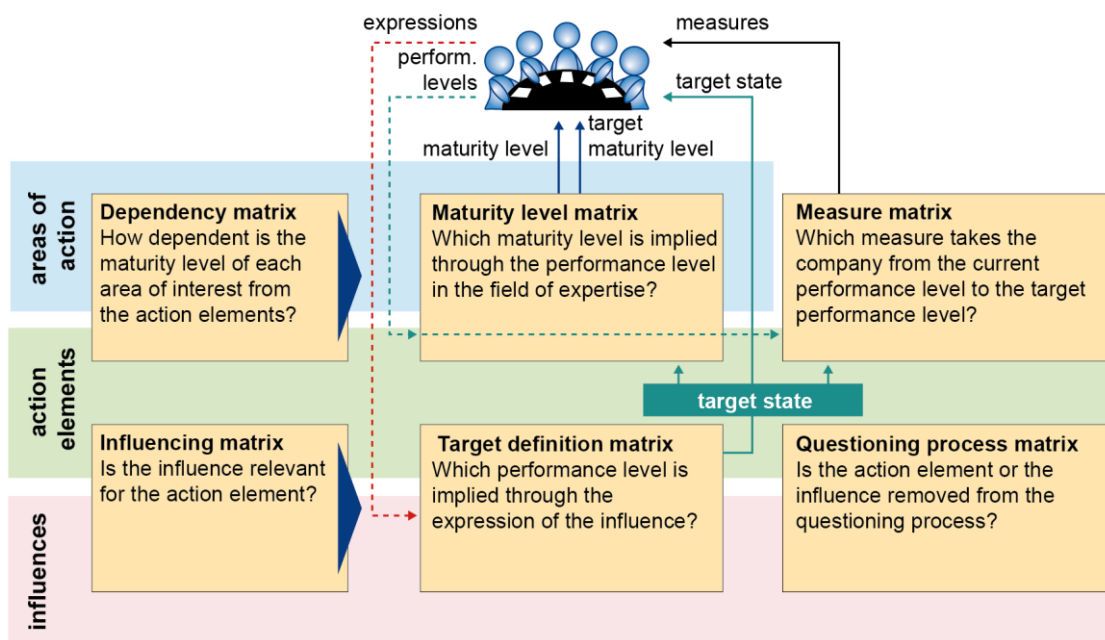 expressions
measures
perform.
levels
target state
target
maturity level
maturity level
areas of
action
Dependency matrix
How dependent is the
maturity level of each
area of interest from
the action elements?
Maturity level matrix
Which maturity level is implied
through the performance level
in the field of expertise?
Measure matrix
Which measure takes the
company from the current
performance level to the target
performance level?
action
elements
target state
Influencing matrix
Is the influence relevant
for the action element?
Target definition matrix
Which performance level is
implied through the
expression of the influence?
Questioning process matrix
Is the action element or the
influence removed from the
questioning process?
influences